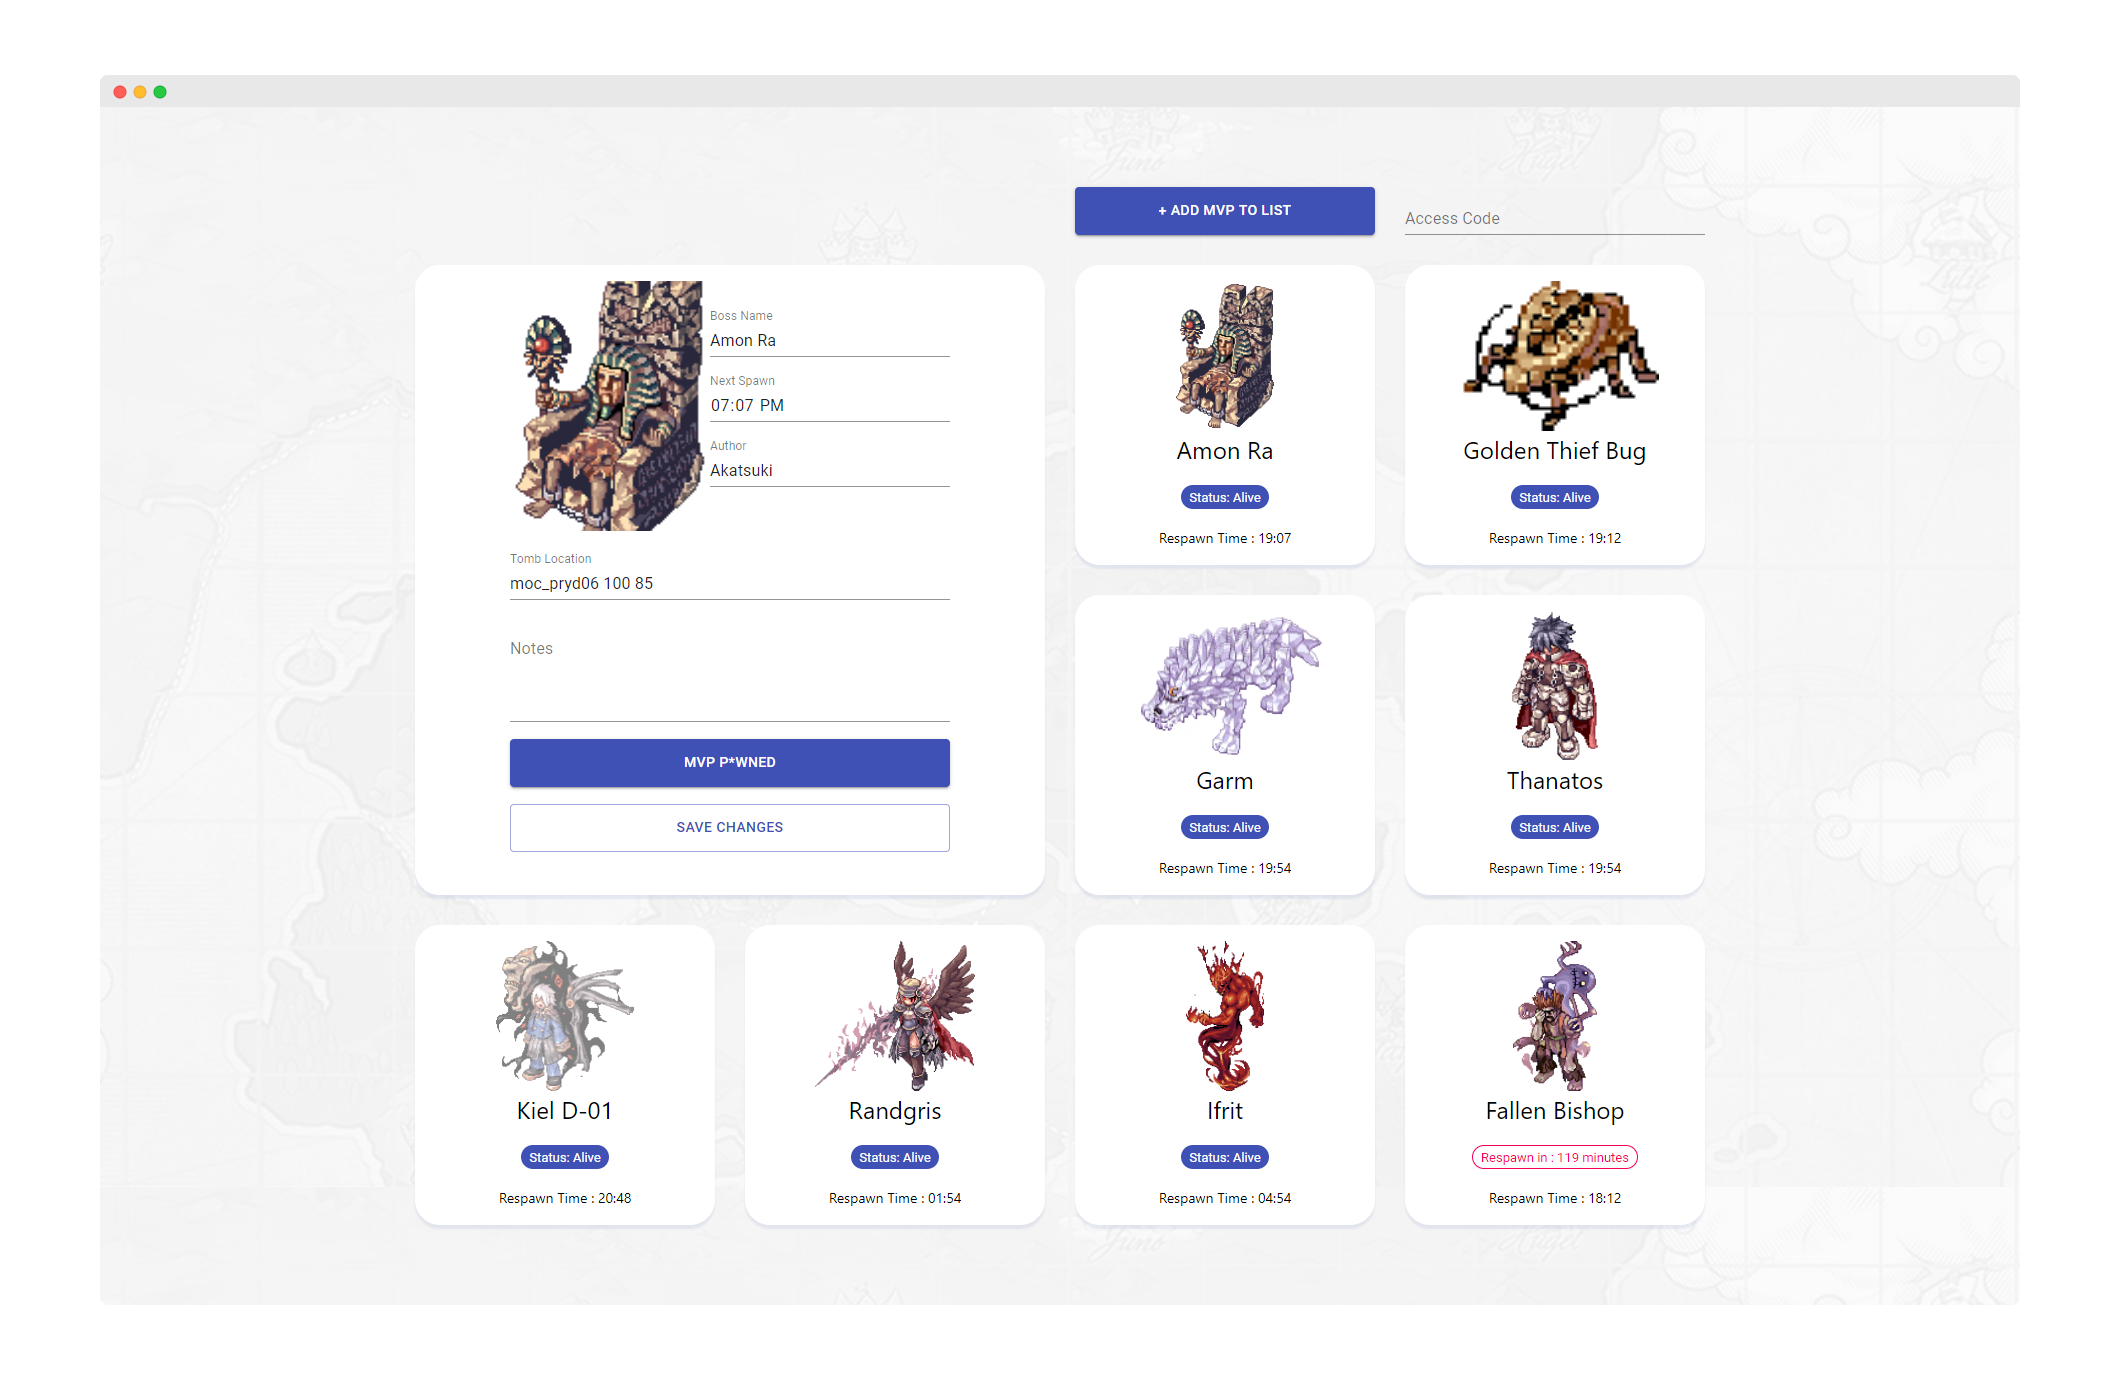 Juno
+ ADD MVP TO LIST
Access Code
Boss Name
Amon Ra
Next Spawn
07:07 PM
Author
Akatsuki
Tomb Location
moc_pryd06 100 85
Notes
MVP P*WNED
SAVE CHANGES
Amon Ra
Status: Alive
Respawn Time : 19:07
Golden Thief Bug
Status: Alive
Respawn Time : 19:12
Garm
Status: Alive
Respawn Time : 19:54
Thanatos
Status: Alive
Respawn Time : 19:54
Kiel D-01
Status: Alive
Respawn Time : 20:48
Randgris
Status: Alive
Respawn Time : 01:54
Ifrit
Status: Alive
Respawn Time : 04:54
Fallen Bishop
Respawn in : 119 minutes
Respawn Time : 18:12
Juno